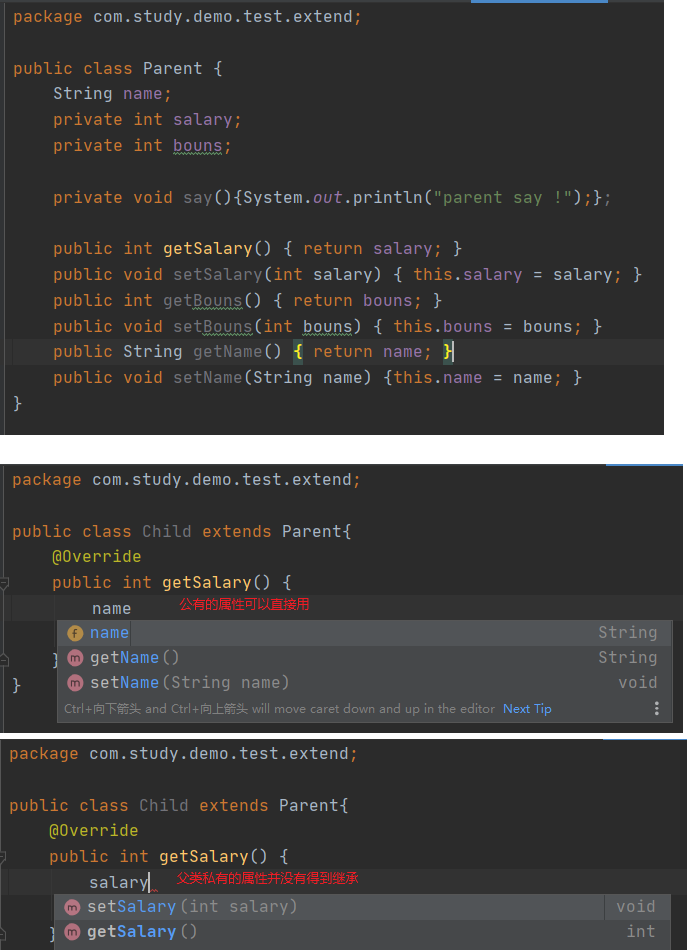 package com.study.demo.test.extend;
public class Parent {
String name;
private int salary;
private int bouns;
private void say(){System.out.println("parent say !");};
public int getSalary() { return salary; }
public void setSalary(int salary) { this.salary = salary; }
public int getBouns() { return bouns; }
public void setBouns(int bouns) { this.bouns = bouns; }
public String getName() { return name; }
public void setName(String name) {this.name = name; }
}
package com.study.demo.test.extend;
public class Child extends Parent{
@Override
public int getSalary() {
name 公有的属性可以直接用
name String
getName() String
setName(String name) void
Ctrl+向下箭头 and Ctrl+向上箭头 will move caret down and up in the editor Next Tip
}
}
package com.study.demo.test.extend;
public class Child extends Parent{
@Override
public int getSalary() {
salary 父类私有的属性并没有得到继承
setSalary(int salary) void
} getSalary() int